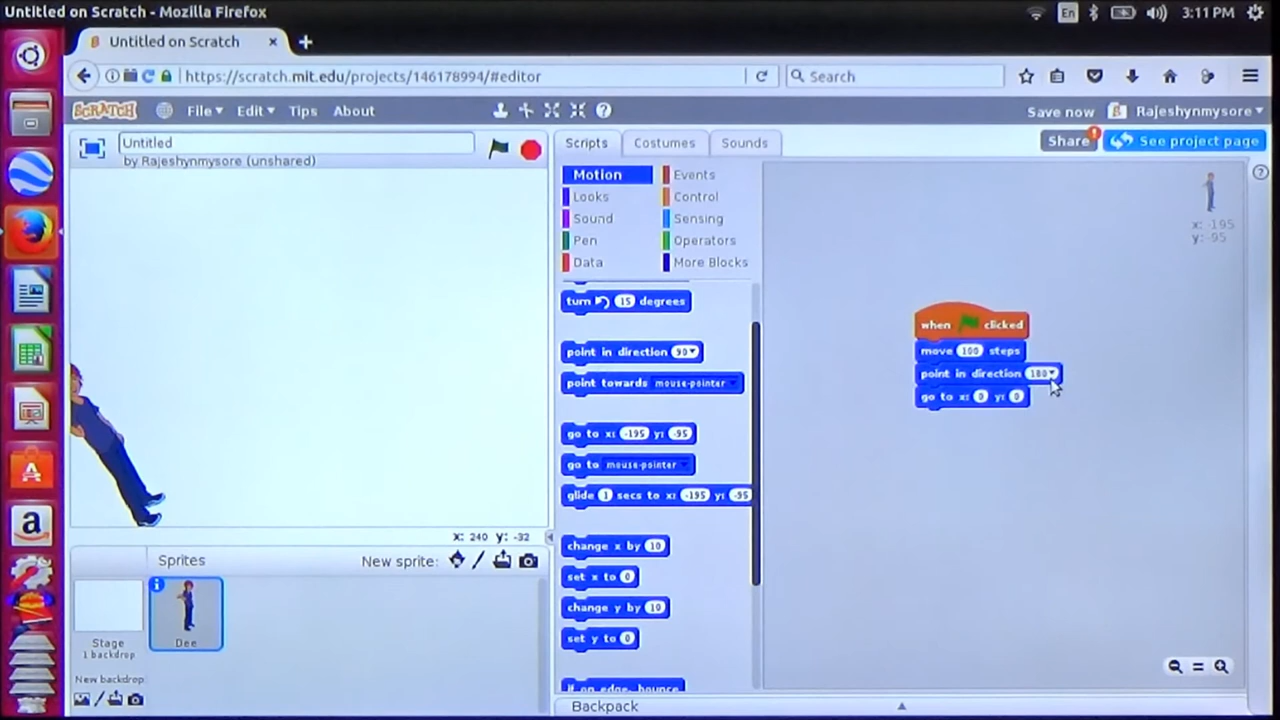 Untitled on Scratch - Mozilla Firefox
En
3:11 PM
Untitled on Scratch
https://scratch.mit.edu/projects/146178994/#editor
Search
SCRATCH
File
Edit
Tips
About
Save now
Rajeshynmysore
Untitled
by Rajeshynmysore (unshared)
Scripts
Costumes
Sounds
Share
See project page
Motion
Events
Looks
Control
Sound
Sensing
Pen
Operators
Data
More Blocks
x: -195
y: -95
turn 15 degrees
point in direction 90
point towards mouse-pointer
go to x: -195 y: -95
go to mouse-pointer
glide 1 secs to x: -195 y: -95
change x by 10
set x to 0
change y by 10
set y to 0
if on edge, bounce
when clicked
move 100 steps
point in direction 180
go to x: 0 y: 0
x: 240 y: -32
Sprites
New sprite:
Stage
1 backdrop
New backdrop:
Dee
Backpack